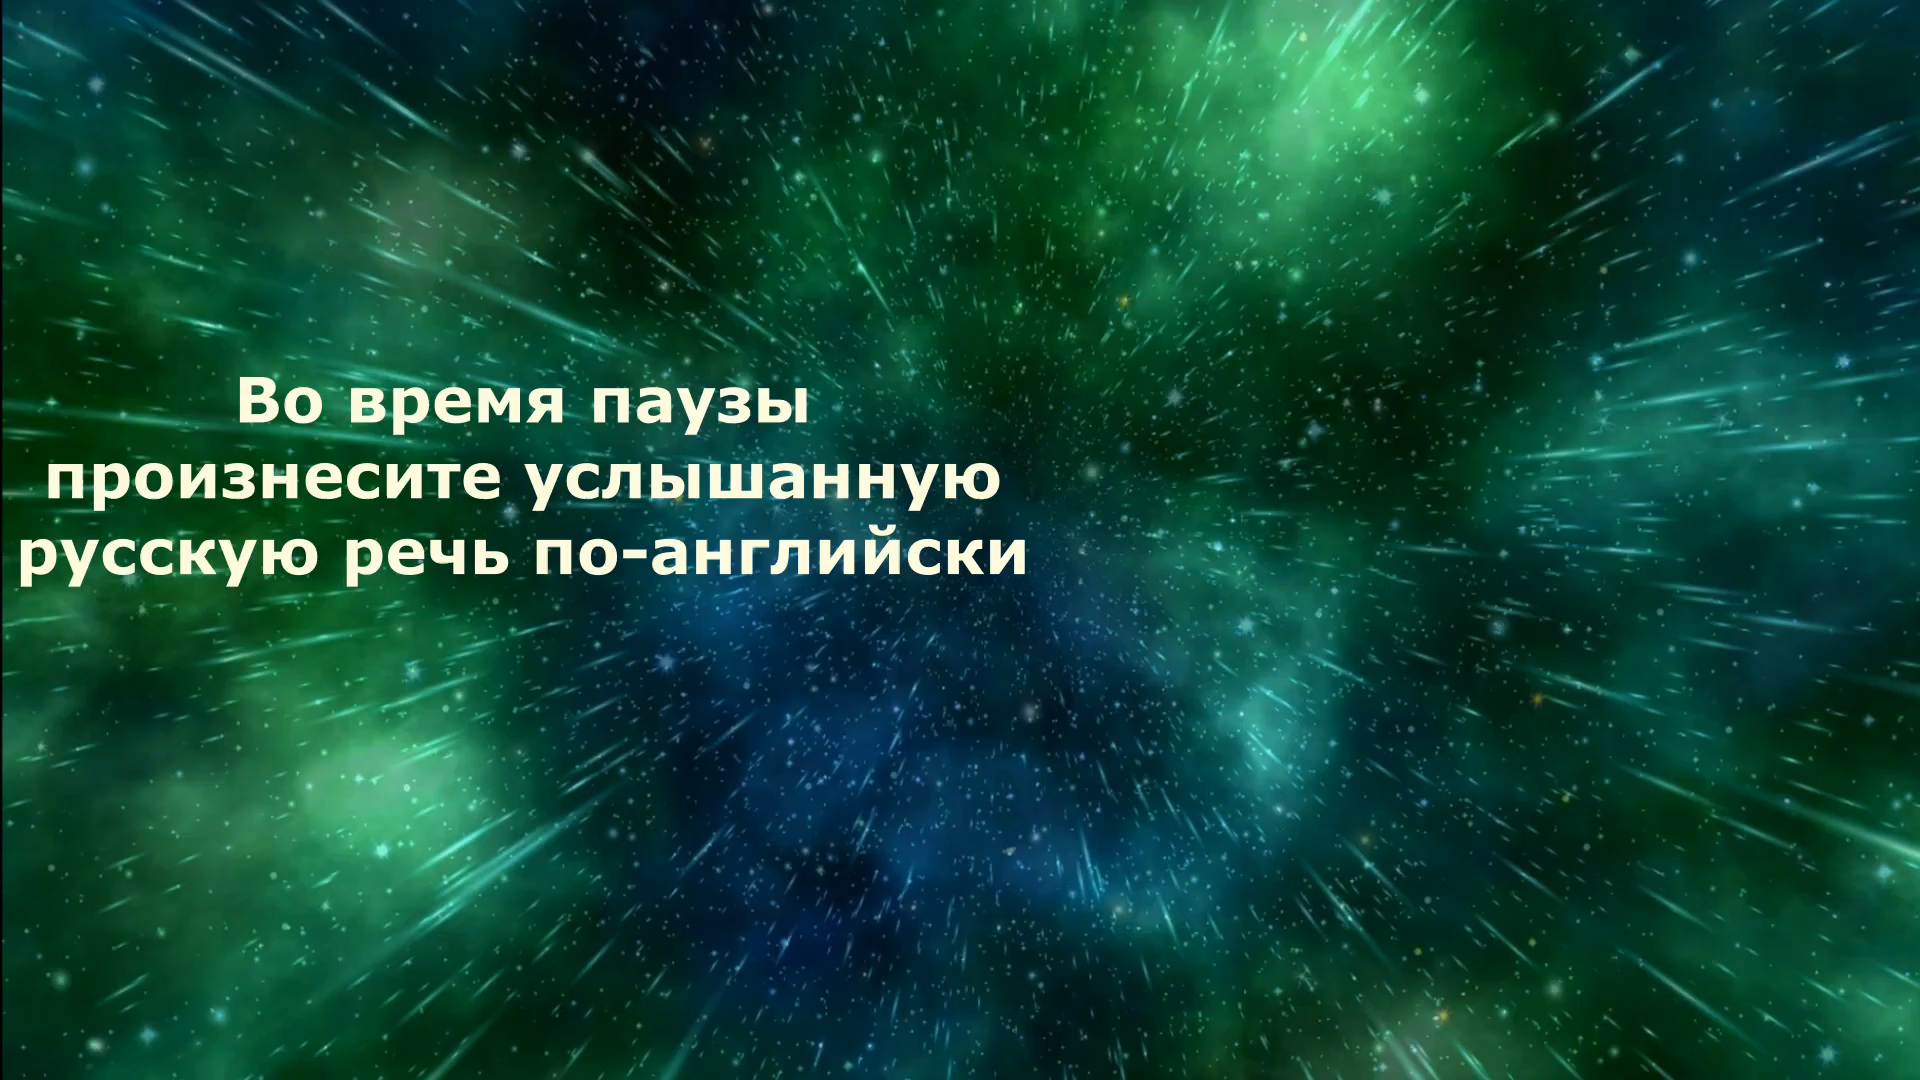 Во время паузы
произнесите услышанную
русскую речь по-английски